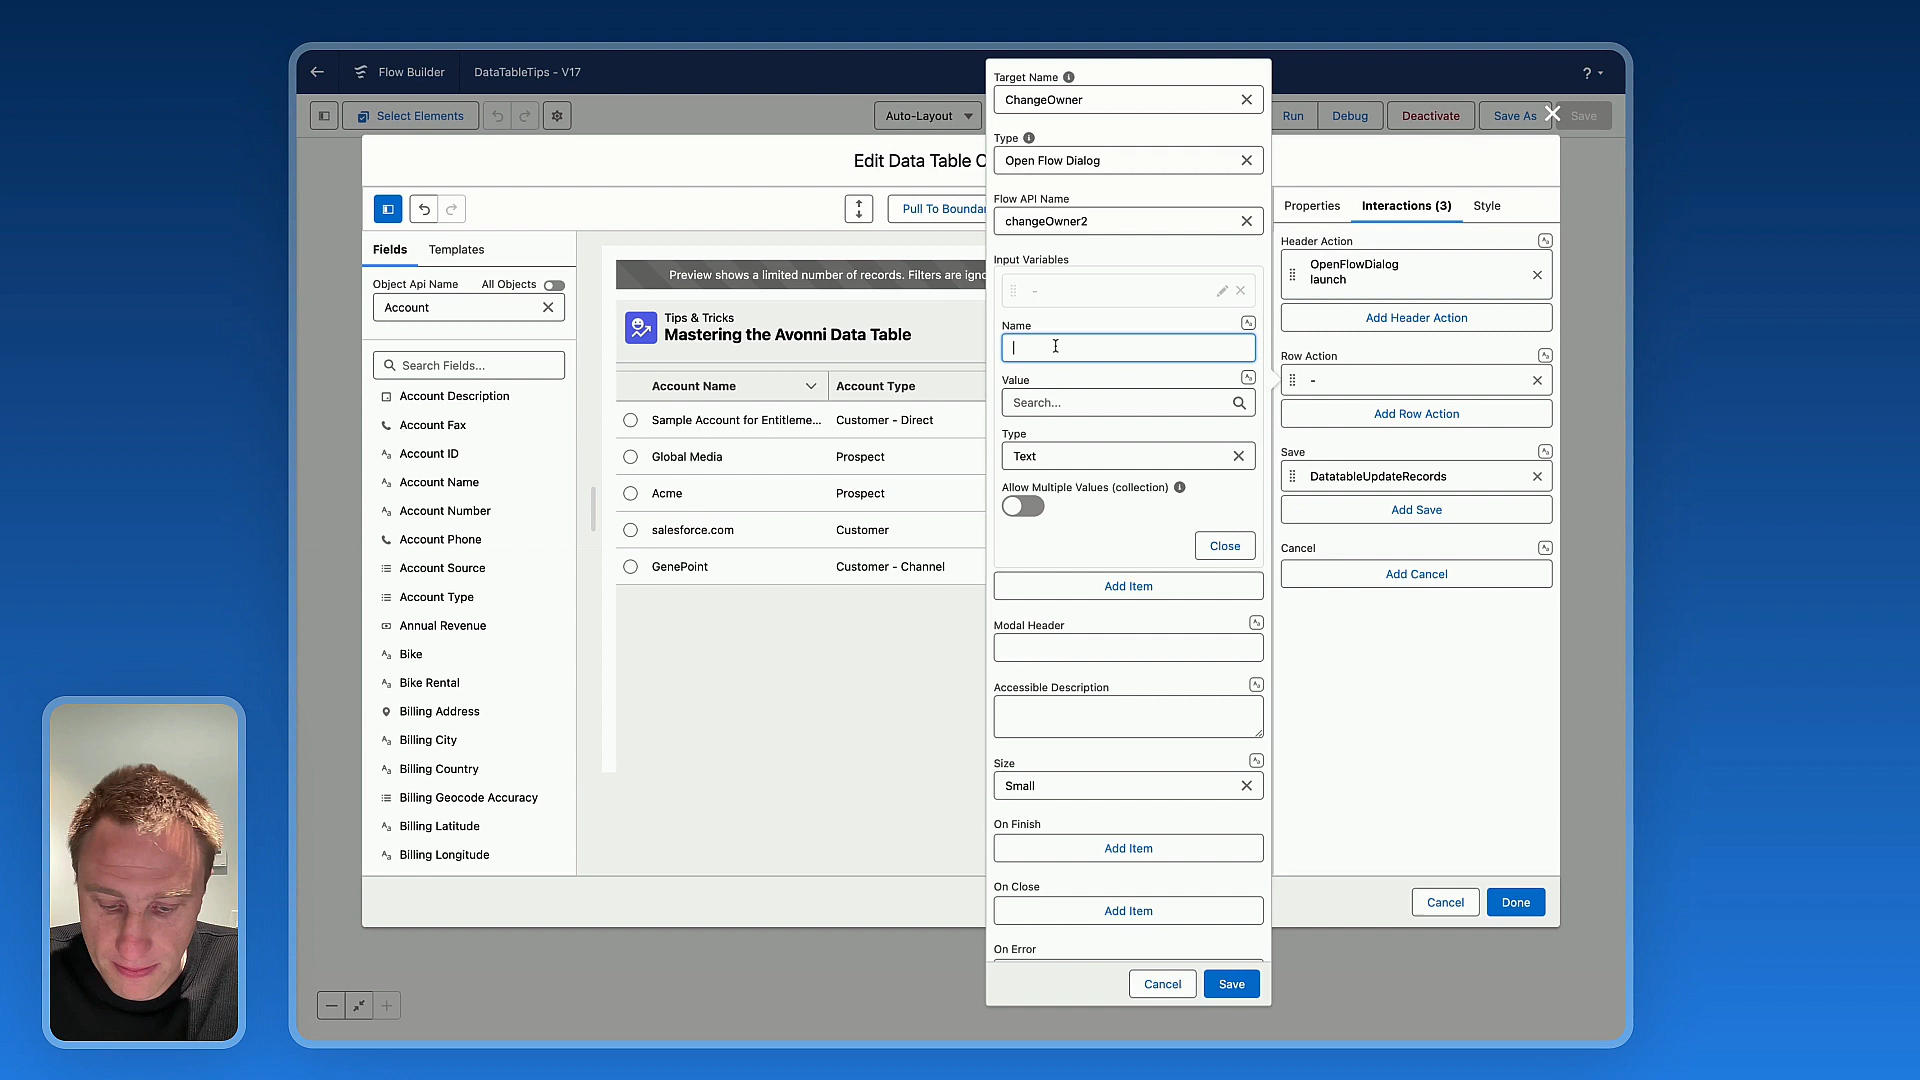 Flow Builder
DataTableTips - V17
?
Select Elements
Auto-Layout
Run
Debug
Deactivate
Save As
Save
Edit Data Table C
Pull To Boundar
Fields
Templates
Object Api Name
All Objects
Account
Search Fields...
Account Description
Account Fax
Account ID
Account Name
Account Number
Account Phone
Account Source
Account Type
Annual Revenue
Bike
Bike Rental
Billing Address
Billing City
Billing Country
Billing Geocode Accuracy
Billing Latitude
Billing Longitude
Preview shows a limited number of records. Filters are igno
Tips & Tricks
Mastering the Avonni Data Table
Account Name
Account Type
Sample Account for Entitleme...
Customer - Direct
Global Media
Prospect
Acme
Prospect
salesforce.com
Customer
GenePoint
Customer - Channel
Target Name
ChangeOwner
Type
Open Flow Dialog
Flow API Name
changeOwner2
Input Variables
-
Name
Value
Search...
Type
Text
Allow Multiple Values (collection)
Close
Add Item
Modal Header
Accessible Description
Size
Small
On Finish
Add Item
On Close
Add Item
On Error
Cancel
Save
Properties
Interactions (3)
Style
Header Action
OpenFlowDialog
launch
Add Header Action
Row Action
-
Add Row Action
Save
DatatableUpdateRecords
Add Save
Cancel
Add Cancel
Cancel
Done